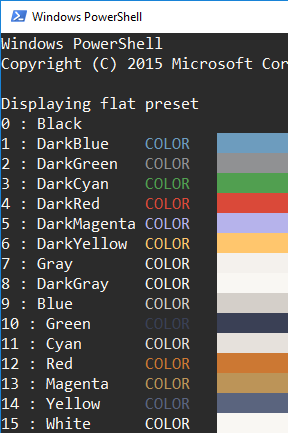 Windows PowerShell
Windows PowerShell
Copyright (C) 2015 Microsoft Cor
Displaying flat preset
0 : Black
1 : DarkBlue COLOR
2 : DarkGreen COLOR
3 : DarkCyan COLOR
4 : DarkRed COLOR
5 : DarkMagenta COLOR
6 : DarkYellow COLOR
7 : Gray COLOR
8 : DarkGray COLOR
9 : Blue COLOR
10 : Green COLOR
11 : Cyan COLOR
12 : Red COLOR
13 : Magenta COLOR
14 : Yellow COLOR
15 : White COLOR